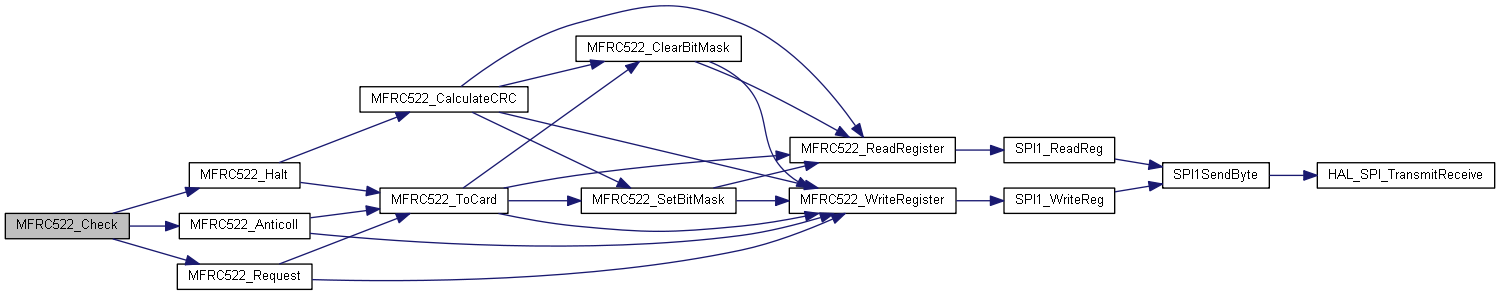 MFRC522_Check
MFRC522_Halt
MFRC522_Anticoll
MFRC522_Request
MFRC522_CalculateCRC
MFRC522_ToCard
MFRC522_ClearBitMask
MFRC522_SetBitMask
MFRC522_ReadRegister
MFRC522_WriteRegister
SPI1_ReadReg
SPI1_WriteReg
SPI1SendByte
HAL_SPI_TransmitReceive